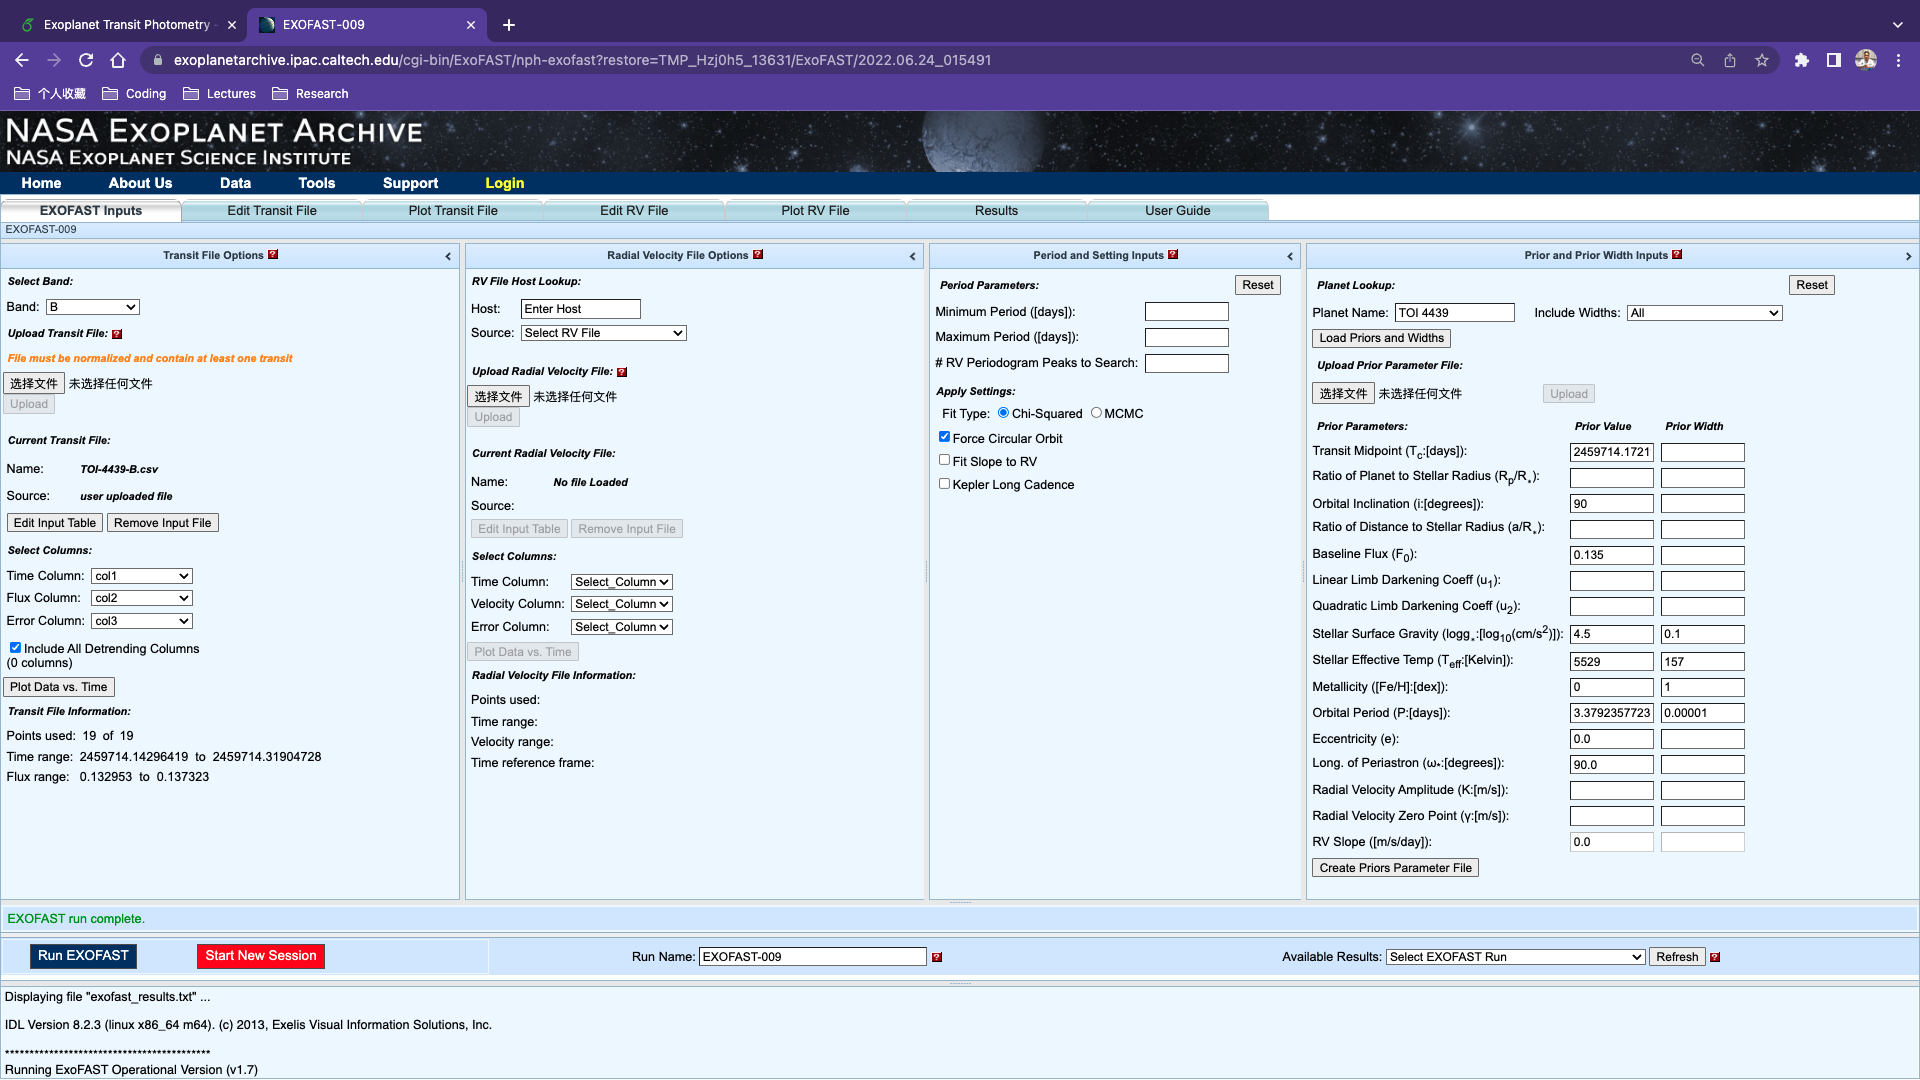 Exoplanet Transit Photometry
EXOFAST-009
exoplanetarchive.ipac.caltech.edu/cgi-bin/ExoFAST/nph-exofast?restore=TMP_Hzj0h5_13631/ExoFAST/2022.06.24_015491
个人收藏 Coding Lectures Research
NASA EXOPLANET ARCHIVE
NASA EXOPLANET SCIENCE INSTITUTE
Home About Us Data Tools Support Login
EXOFAST Inputs Edit Transit File Plot Transit File Edit RV File Plot RV File Results User Guide
EXOFAST-009
Transit File Options ?
Select Band:
Band: B
Upload Transit File: ?
File must be normalized and contain at least one transit
选择文件 未选择任何文件
Upload
Current Transit File:
Name: TOI-4439-B.csv
Source: user uploaded file
Edit Input Table Remove Input File
Select Columns:
Time Column: col1
Flux Column: col2
Error Column: col3
Include All Detrending Columns
(0 columns)
Plot Data vs. Time
Transit File Information:
Points used: 19 of 19
Time range: 2459714.14296419 to 2459714.31904728
Flux range: 0.132953 to 0.137323
Radial Velocity File Options ?
RV File Host Lookup:
Host: Enter Host
Source: Select RV File
Upload Radial Velocity File: ?
选择文件 未选择任何文件
Upload
Current Radial Velocity File:
Name: No file Loaded
Source:
Edit Input Table Remove Input File
Select Columns:
Time Column: Select_Column
Velocity Column: Select_Column
Error Column: Select_Column
Plot Data vs. Time
Radial Velocity File Information:
Points used:
Time range:
Velocity range:
Time reference frame:
Period and Setting Inputs ?
Period Parameters: Reset
Minimum Period ([days]):
Maximum Period ([days]):
# RV Periodogram Peaks to Search:
Apply Settings:
Fit Type: Chi-Squared MCMC
Force Circular Orbit
Fit Slope to RV
Kepler Long Cadence
Prior and Prior Width Inputs ?
Planet Lookup: Reset
Planet Name: TOI 4439 Include Widths: All
Load Priors and Widths
Upload Prior Parameter File:
选择文件 未选择任何文件 Upload
Prior Parameters: Prior Value Prior Width
Transit Midpoint (Tc:[days]): 2459714.1721
Ratio of Planet to Stellar Radius (Rp/R*):
Orbital Inclination (i:[degrees]): 90
Ratio of Distance to Stellar Radius (a/R*):
Baseline Flux (F0): 0.135
Linear Limb Darkening Coeff (u1):
Quadratic Limb Darkening Coeff (u2):
Stellar Surface Gravity (logg*:[log10(cm/s2)]): 4.5 0.1
Stellar Effective Temp (Teff:[Kelvin]): 5529 157
Metallicity ([Fe/H]:[dex]): 0 1
Orbital Period (P:[days]): 3.3792357723 0.00001
Eccentricity (e): 0.0
Long. of Periastron (ω*:[degrees]): 90.0
Radial Velocity Amplitude (K:[m/s]):
Radial Velocity Zero Point (γ:[m/s]):
RV Slope ([m/s/day]): 0.0
Create Priors Parameter File
EXOFAST run complete.
Run EXOFAST Start New Session Run Name: EXOFAST-009 ? Available Results: Select EXOFAST Run Refresh ?
Displaying file "exofast_results.txt" ...
IDL Version 8.2.3 (linux x86_64 m64). (c) 2013, Exelis Visual Information Solutions, Inc.
******************************************
Running ExoFAST Operational Version (v1.7)